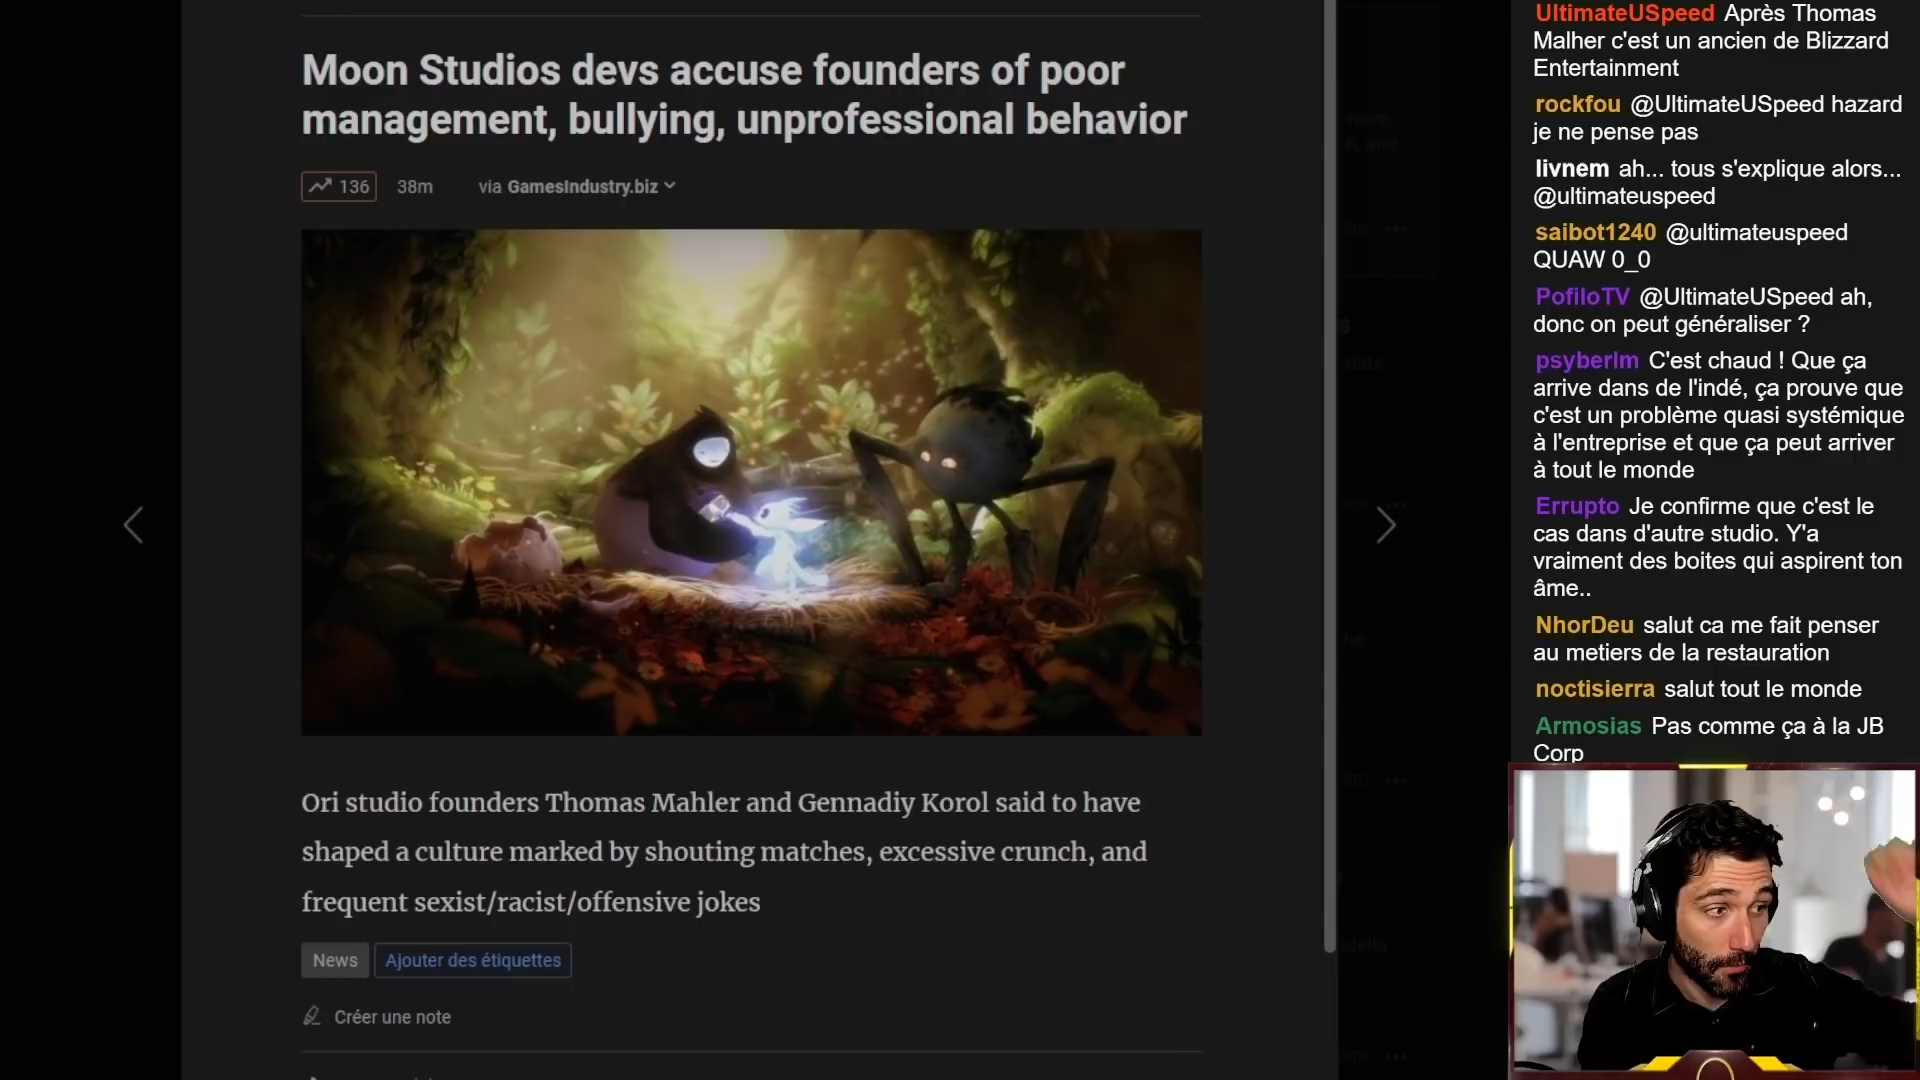 Moon Studios devs accuse founders of poor
management, bullying, unprofessional behavior
136 38m via GamesIndustry.biz
Ori studio founders Thomas Mahler and Gennadiy Korol said to have
shaped a culture marked by shouting matches, excessive crunch, and
frequent sexist/racist/offensive jokes
News Ajouter des étiquettes
Créer une note
UltimateUSpeed Après Thomas
Malher c'est un ancien de Blizzard
Entertainment
rockfou @UltimateUSpeed hazard
je ne pense pas
livnem ah... tous s'explique alors...
@ultimateuspeed
saibot1240 @ultimateuspeed
QUAW 0_0
PofiloTV @UltimateUSpeed ah,
donc on peut généraliser ?
psyberlm C'est chaud ! Que ça
arrive dans de l'indé, ça prouve que
c'est un problème quasi systémique
à l'entreprise et que ça peut arriver
à tout le monde
Errupto Je confirme que c'est le
cas dans d'autre studio. Y'a
vraiment des boites qui aspirent ton
âme..
NhorDeu salut ca me fait penser
au metiers de la restauration
noctisierra salut tout le monde
Armosias Pas comme ça à la JB
Corp